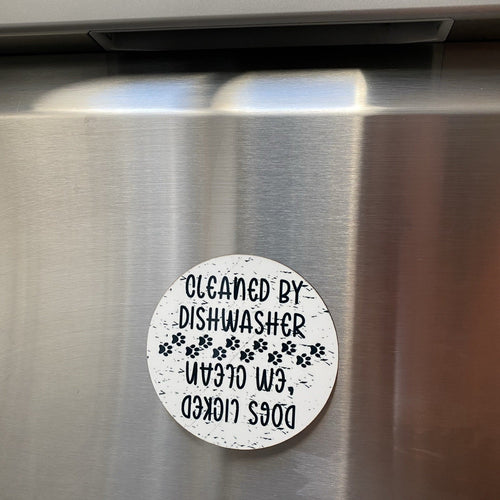 CLEANED BY
DISHWASHER
DOGS LICKED
'EM CLEAN